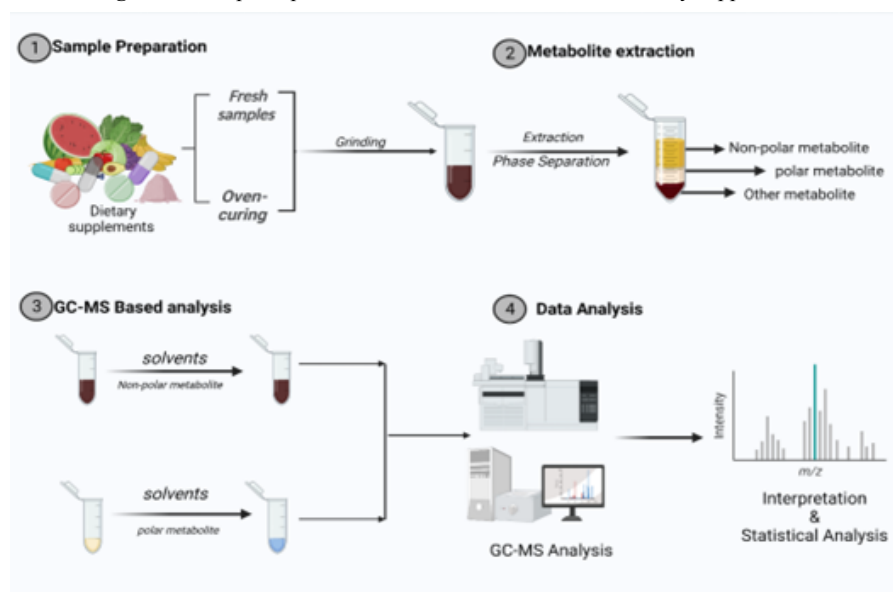 1 Sample Preparation
Fresh
samples
Oven-
curing
Dietary
supplements
Grinding
2 Metabolite extraction
Extraction
Phase Separation
Non-polar metabolite
polar metabolite
Other metabolite
3 GC-MS Based analysis
solvents
Non-polar metabolite
solvents
polar metabolite
4 Data Analysis
GC-MS Analysis
Intensity
m/z
Interpretation
&
Statistical Analysis